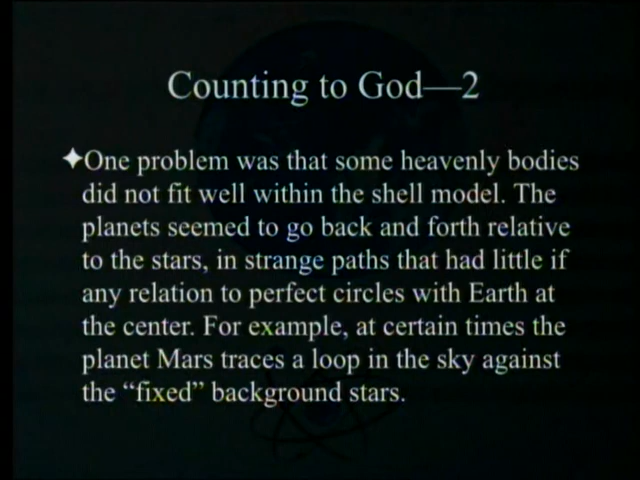 Counting to God—2
✦One problem was that some heavenly bodies
did not fit well within the shell model. The
planets seemed to go back and forth relative
to the stars, in strange paths that had little if
any relation to perfect circles with Earth at
the center. For example, at certain times the
planet Mars traces a loop in the sky against
the “fixed” background stars.